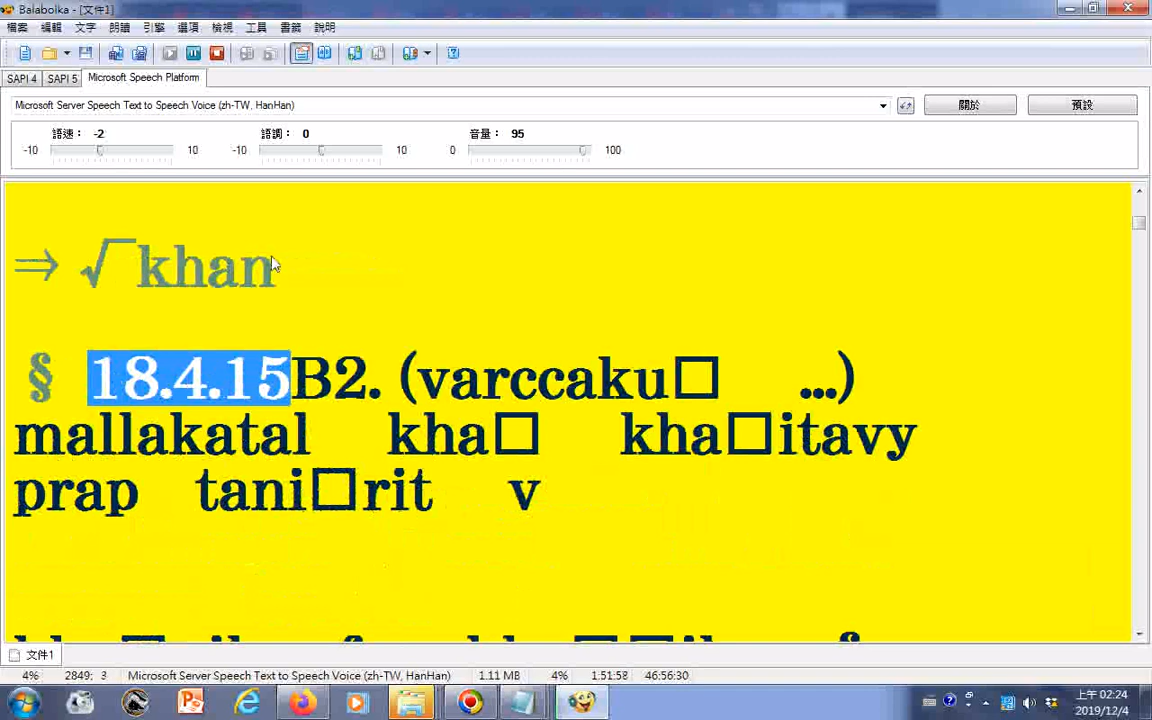 Balabolka - [文件1]
檔案 編輯 文字 朗讀 引擎 選項 檢視 工具 書籤 說明
SAPI 4 SAPI 5 Microsoft Speech Platform
Microsoft Server Speech Text to Speech Voice (zh-TW, HanHan) 關於 預設
語速： -2 語調： 0 音量： 95
-10 10 -10 10 0 100
⇒ √khan
§ 18.4.15B2. (varccaku□ ...)
mallakatal kha□ kha□itavy
prap tani□rit v
文件1
4% 2849; 3 Microsoft Server Speech Text to Speech Voice (zh-TW, HanHan) 1.11 MB 4% 1:51:58 46:56:30
上午 02:24
2019/12/4